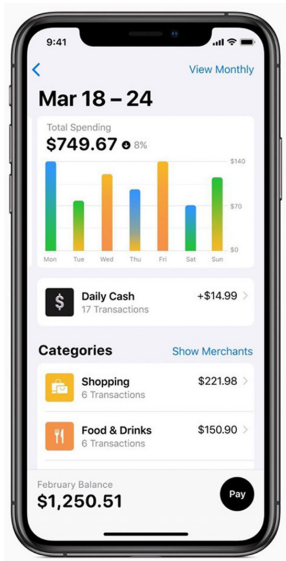 9:41
View Monthly
Mar 18 – 24
Total Spending
$749.67 8%
$140
$70
$0
Mon Tue Wed Thu Fri Sat Sun
$ Daily Cash +$14.99
17 Transactions
Categories Show Merchants
Shopping $221.98
6 Transactions
Food & Drinks $150.90
6 Transactions
February Balance
$1,250.51
Pay